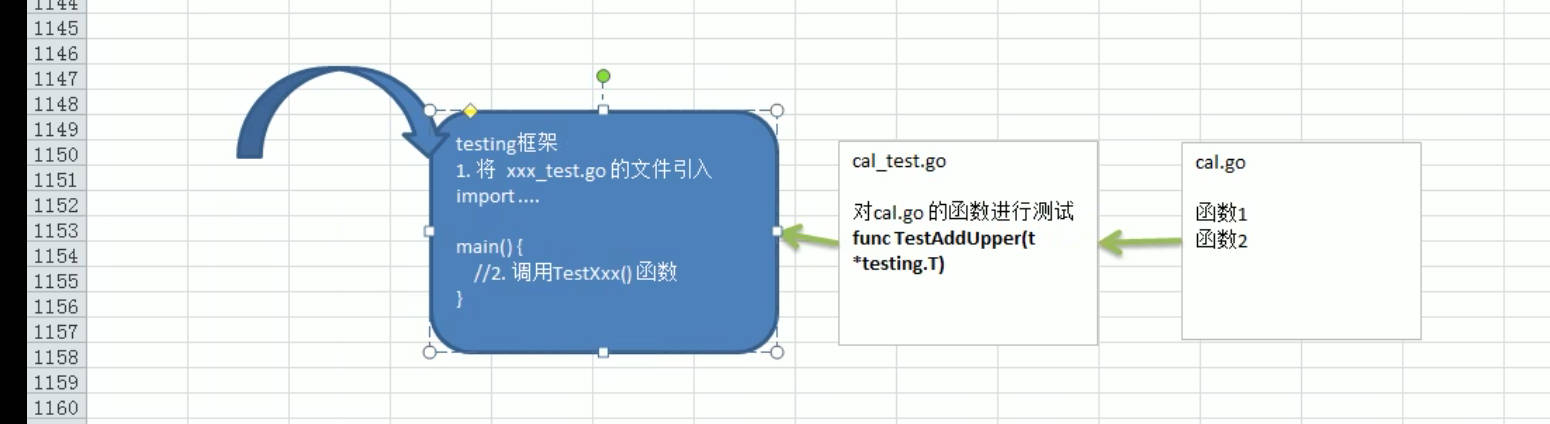 1144
1145
1146
1147
1148
1149
1150
1151
1152
1153
1154
1155
1156
1157
1158
1159
1160
testing框架
1. 将 xxx_test.go 的文件引入
import ....
main() {
//2. 调用TestXxx() 函数
}
cal_test.go
对cal.go 的函数进行测试
func TestAddUpper(t
*testing.T)
cal.go
函数1
函数2